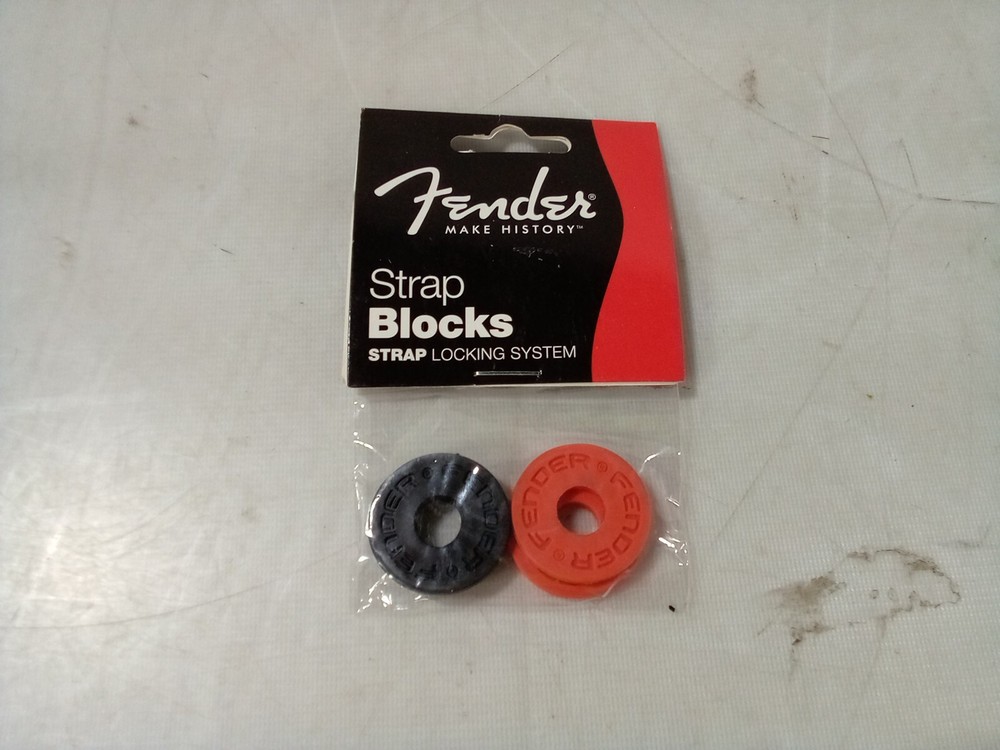 Fender®
MAKE HISTORY™
Strap
Blocks
STRAP LOCKING SYSTEM
FENDER ®
FENDER ®
FENDER ®
FENDER ®